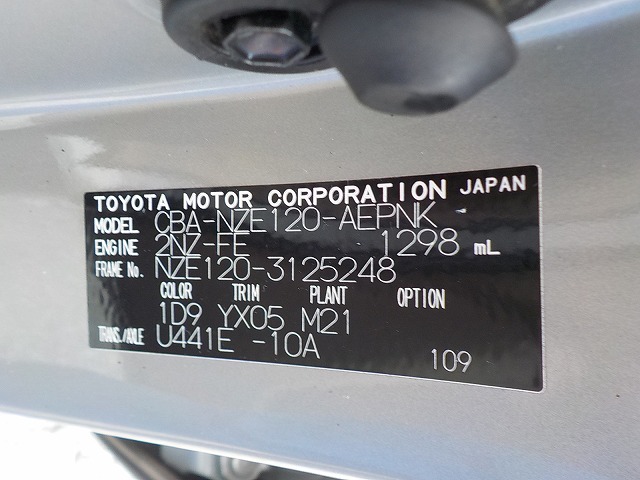 TOYOTA MOTOR CORPORATION JAPAN
MODEL CBA-NZE120-AEPNK
ENGINE 2NZ-FE 1298 mL
FRAME No. NZE120-3125248
COLOR TRIM PLANT OPTION
1D9 YX05 M21
TRANS./AXLE U441E -10A
109